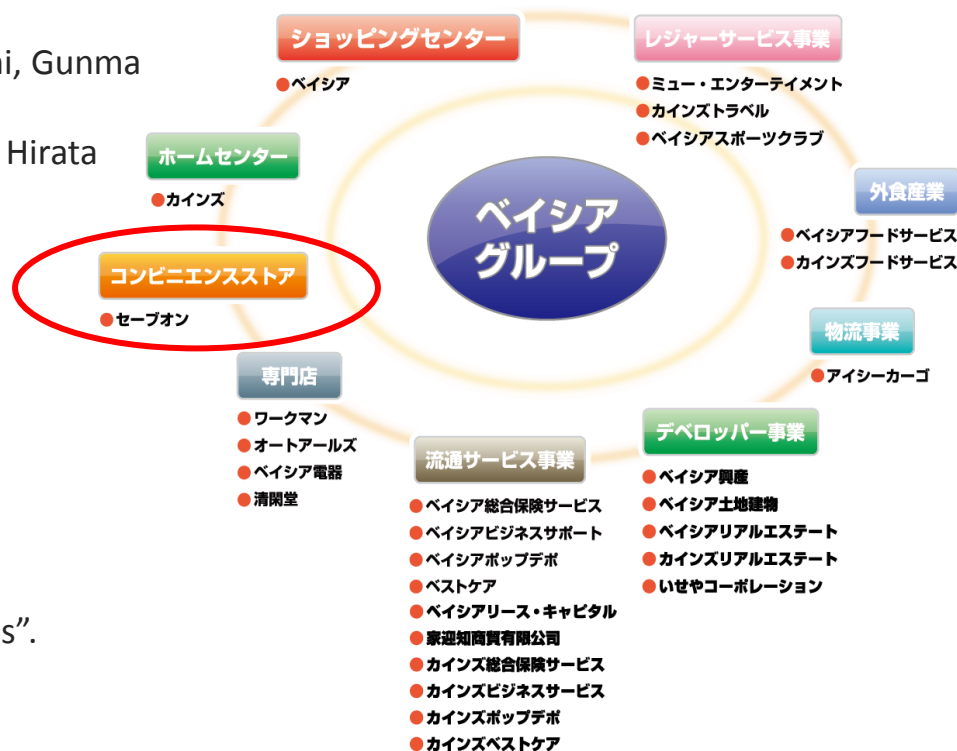 ni, Gunma
Hirata
s”.
ショッピングセンター
●ベイシア
レジャーサービス事業
●ミュー・エンターテイメント
●カインズトラベル
●ベイシアスポーツクラブ
ホームセンター
●カインズ
ベイシア
グループ
外食産業
●ベイシアフードサービス
●カインズフードサービス
コンビニエンスストア
●セーブオン
物流事業
●アイシーカーゴ
専門店
●ワークマン
●オートアールズ
●ベイシア電器
●清閑堂
流通サービス事業
●ベイシア総合保険サービス
●ベイシアビジネスサポート
●ベイシアポップデポ
●ベストケア
●ベイシアリース・キャピタル
●家迎知商貿有限公司
●カインズ総合保険サービス
●カインズビジネスサービス
●カインズポップデポ
●カインズベストケア
デベロッパー事業
●ベイシア興産
●ベイシア土地建物
●ベイシアリアルエステート
●カインズリアルエステート
●いせやコーポレーション